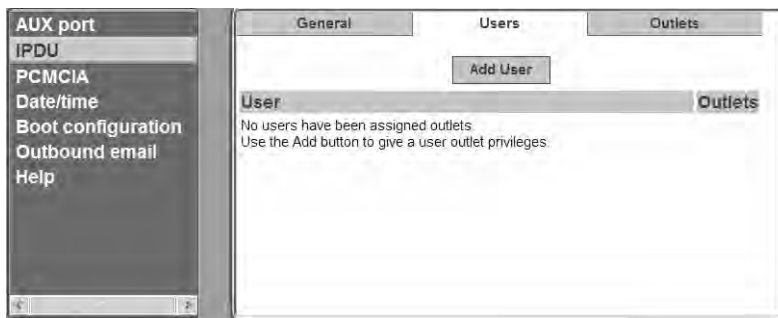 AUX port
IPDU
PCMCIA
Date/time
Boot configuration
Outbound email
Help
General
Users
Outlets
Add User
User
Outlets
No users have been assigned outlets.
Use the Add button to give a user outlet privileges.